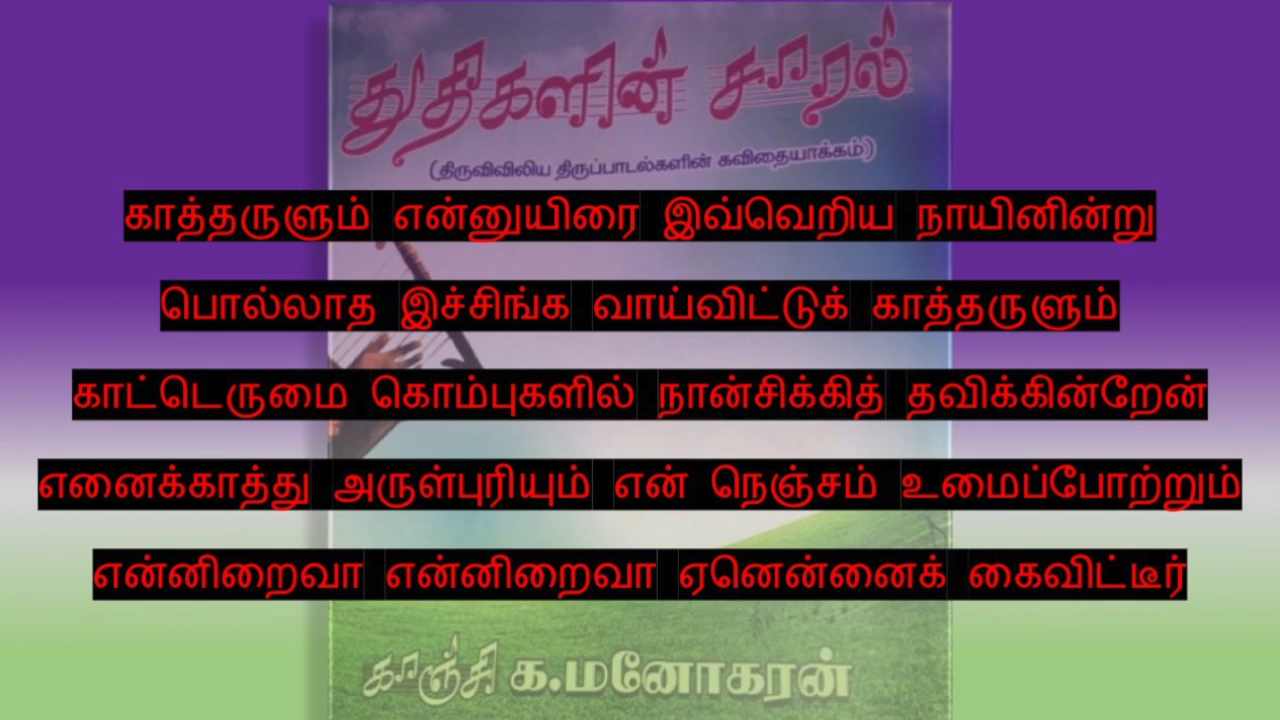 துதிகளின் சாரல்
(திருவிவிலிய திருப்பாடல்களின் கவிதையாக்கம்)
காத்தருளும் என்னுயிரை இவ்வெறிய நாயினின்று
பொல்லாத இச்சிங்க வாய்விட்டுக் காத்தருளும்
காட்டெருமை கொம்புகளில் நான்சிக்கித் தவிக்கின்றேன்
எனைக்காத்து அருள்புரியும் என் நெஞ்சம் உமைப்போற்றும்
என்னிறைவா என்னிறைவா ஏனென்னைக் கைவிட்டீர்
காஞ்சி க.மனோகரன்